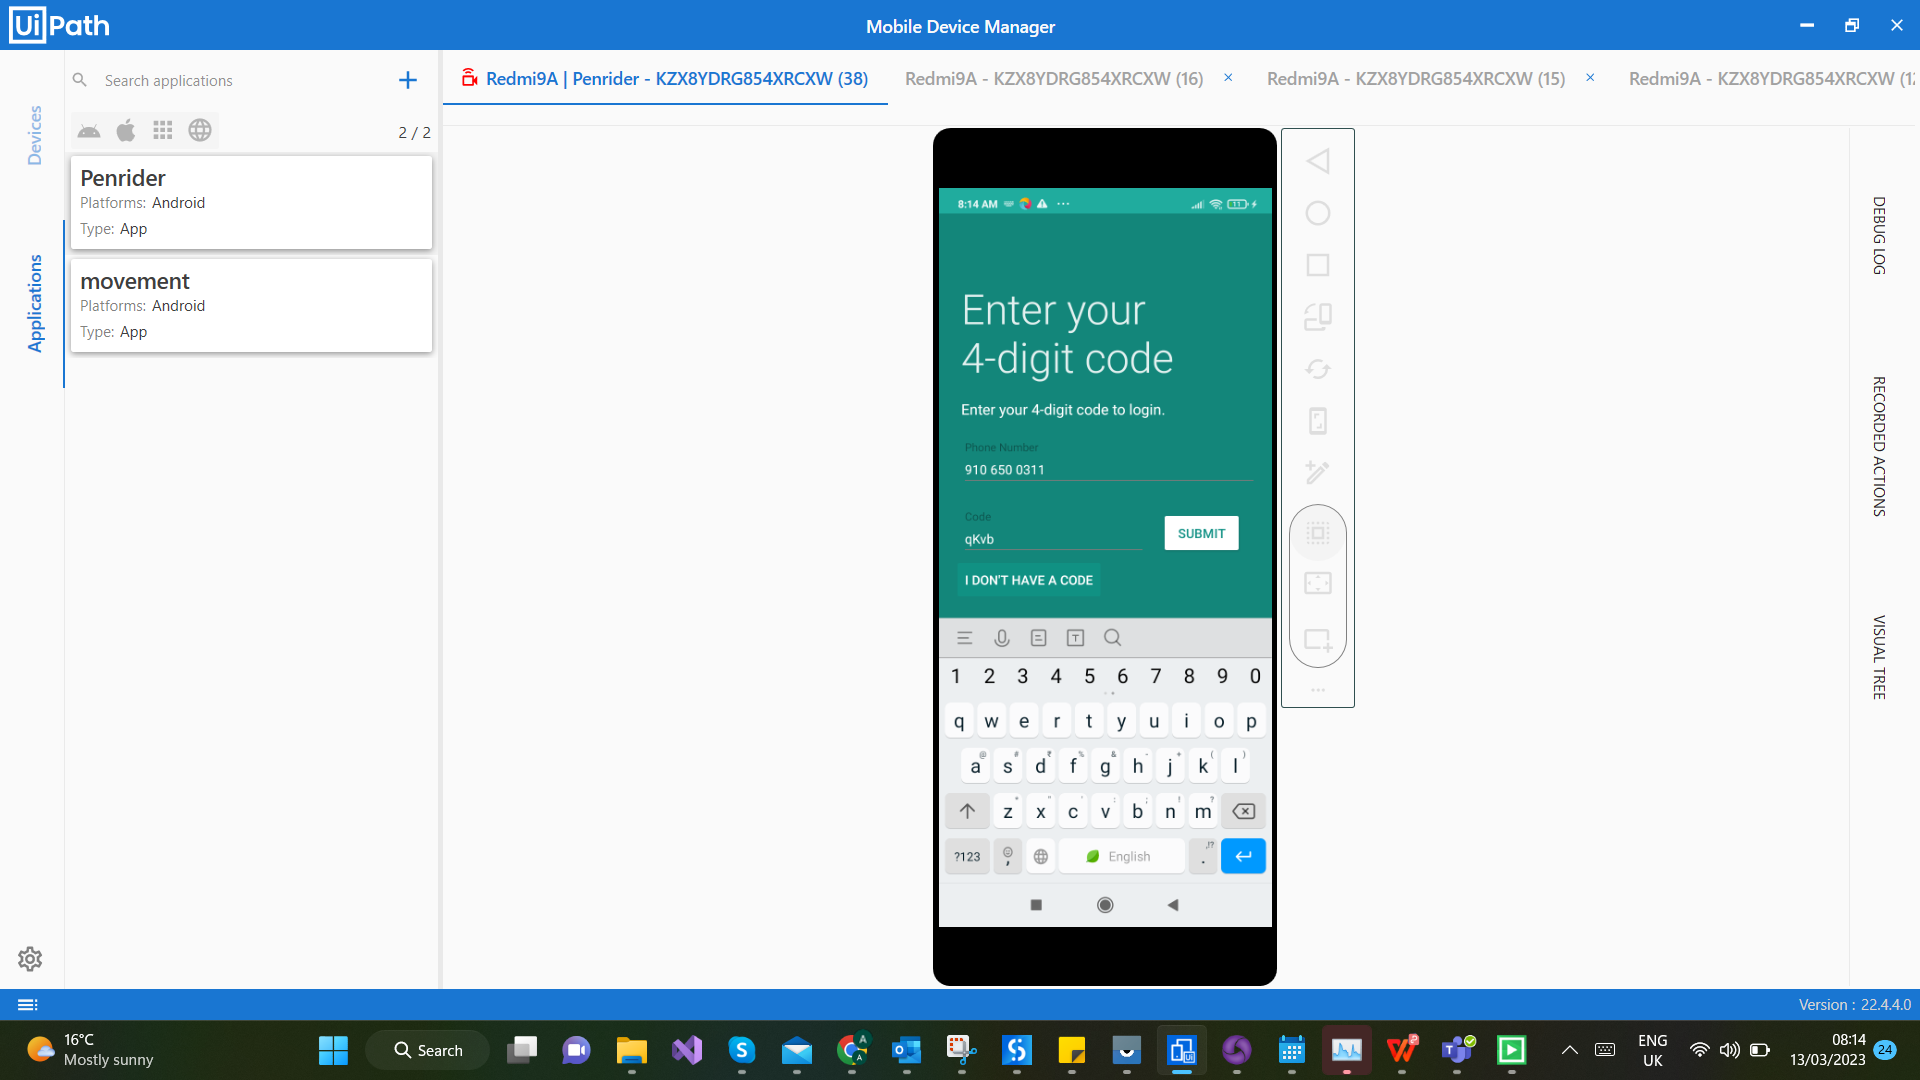 UiPath
Mobile Device Manager
Devices
Applications
Search applications
2 / 2
Penrider
Platforms: Android
Type: App
movement
Platforms: Android
Type: App
Redmi9A | Penrider - KZX8YDRG854XRCXW (38)
Redmi9A - KZX8YDRG854XRCXW (16)
Redmi9A - KZX8YDRG854XRCXW (15)
Redmi9A - KZX8YDRG854XRCXW (12
8:14 AM
11
Enter your
4-digit code
Enter your 4-digit code to login.
Phone Number
910 650 0311
Code
qKvb
SUBMIT
I DON'T HAVE A CODE
1 2 3 4 5 6 7 8 9 0
q w e r t y u i o p
a s d f g h j k l
z x c v b n m
?123 , English .
DEBUG LOG
RECORDED ACTIONS
VISUAL TREE
Version : 22.4.4.0
16°C
Mostly sunny
Search
ENG
UK
08:14
13/03/2023
24